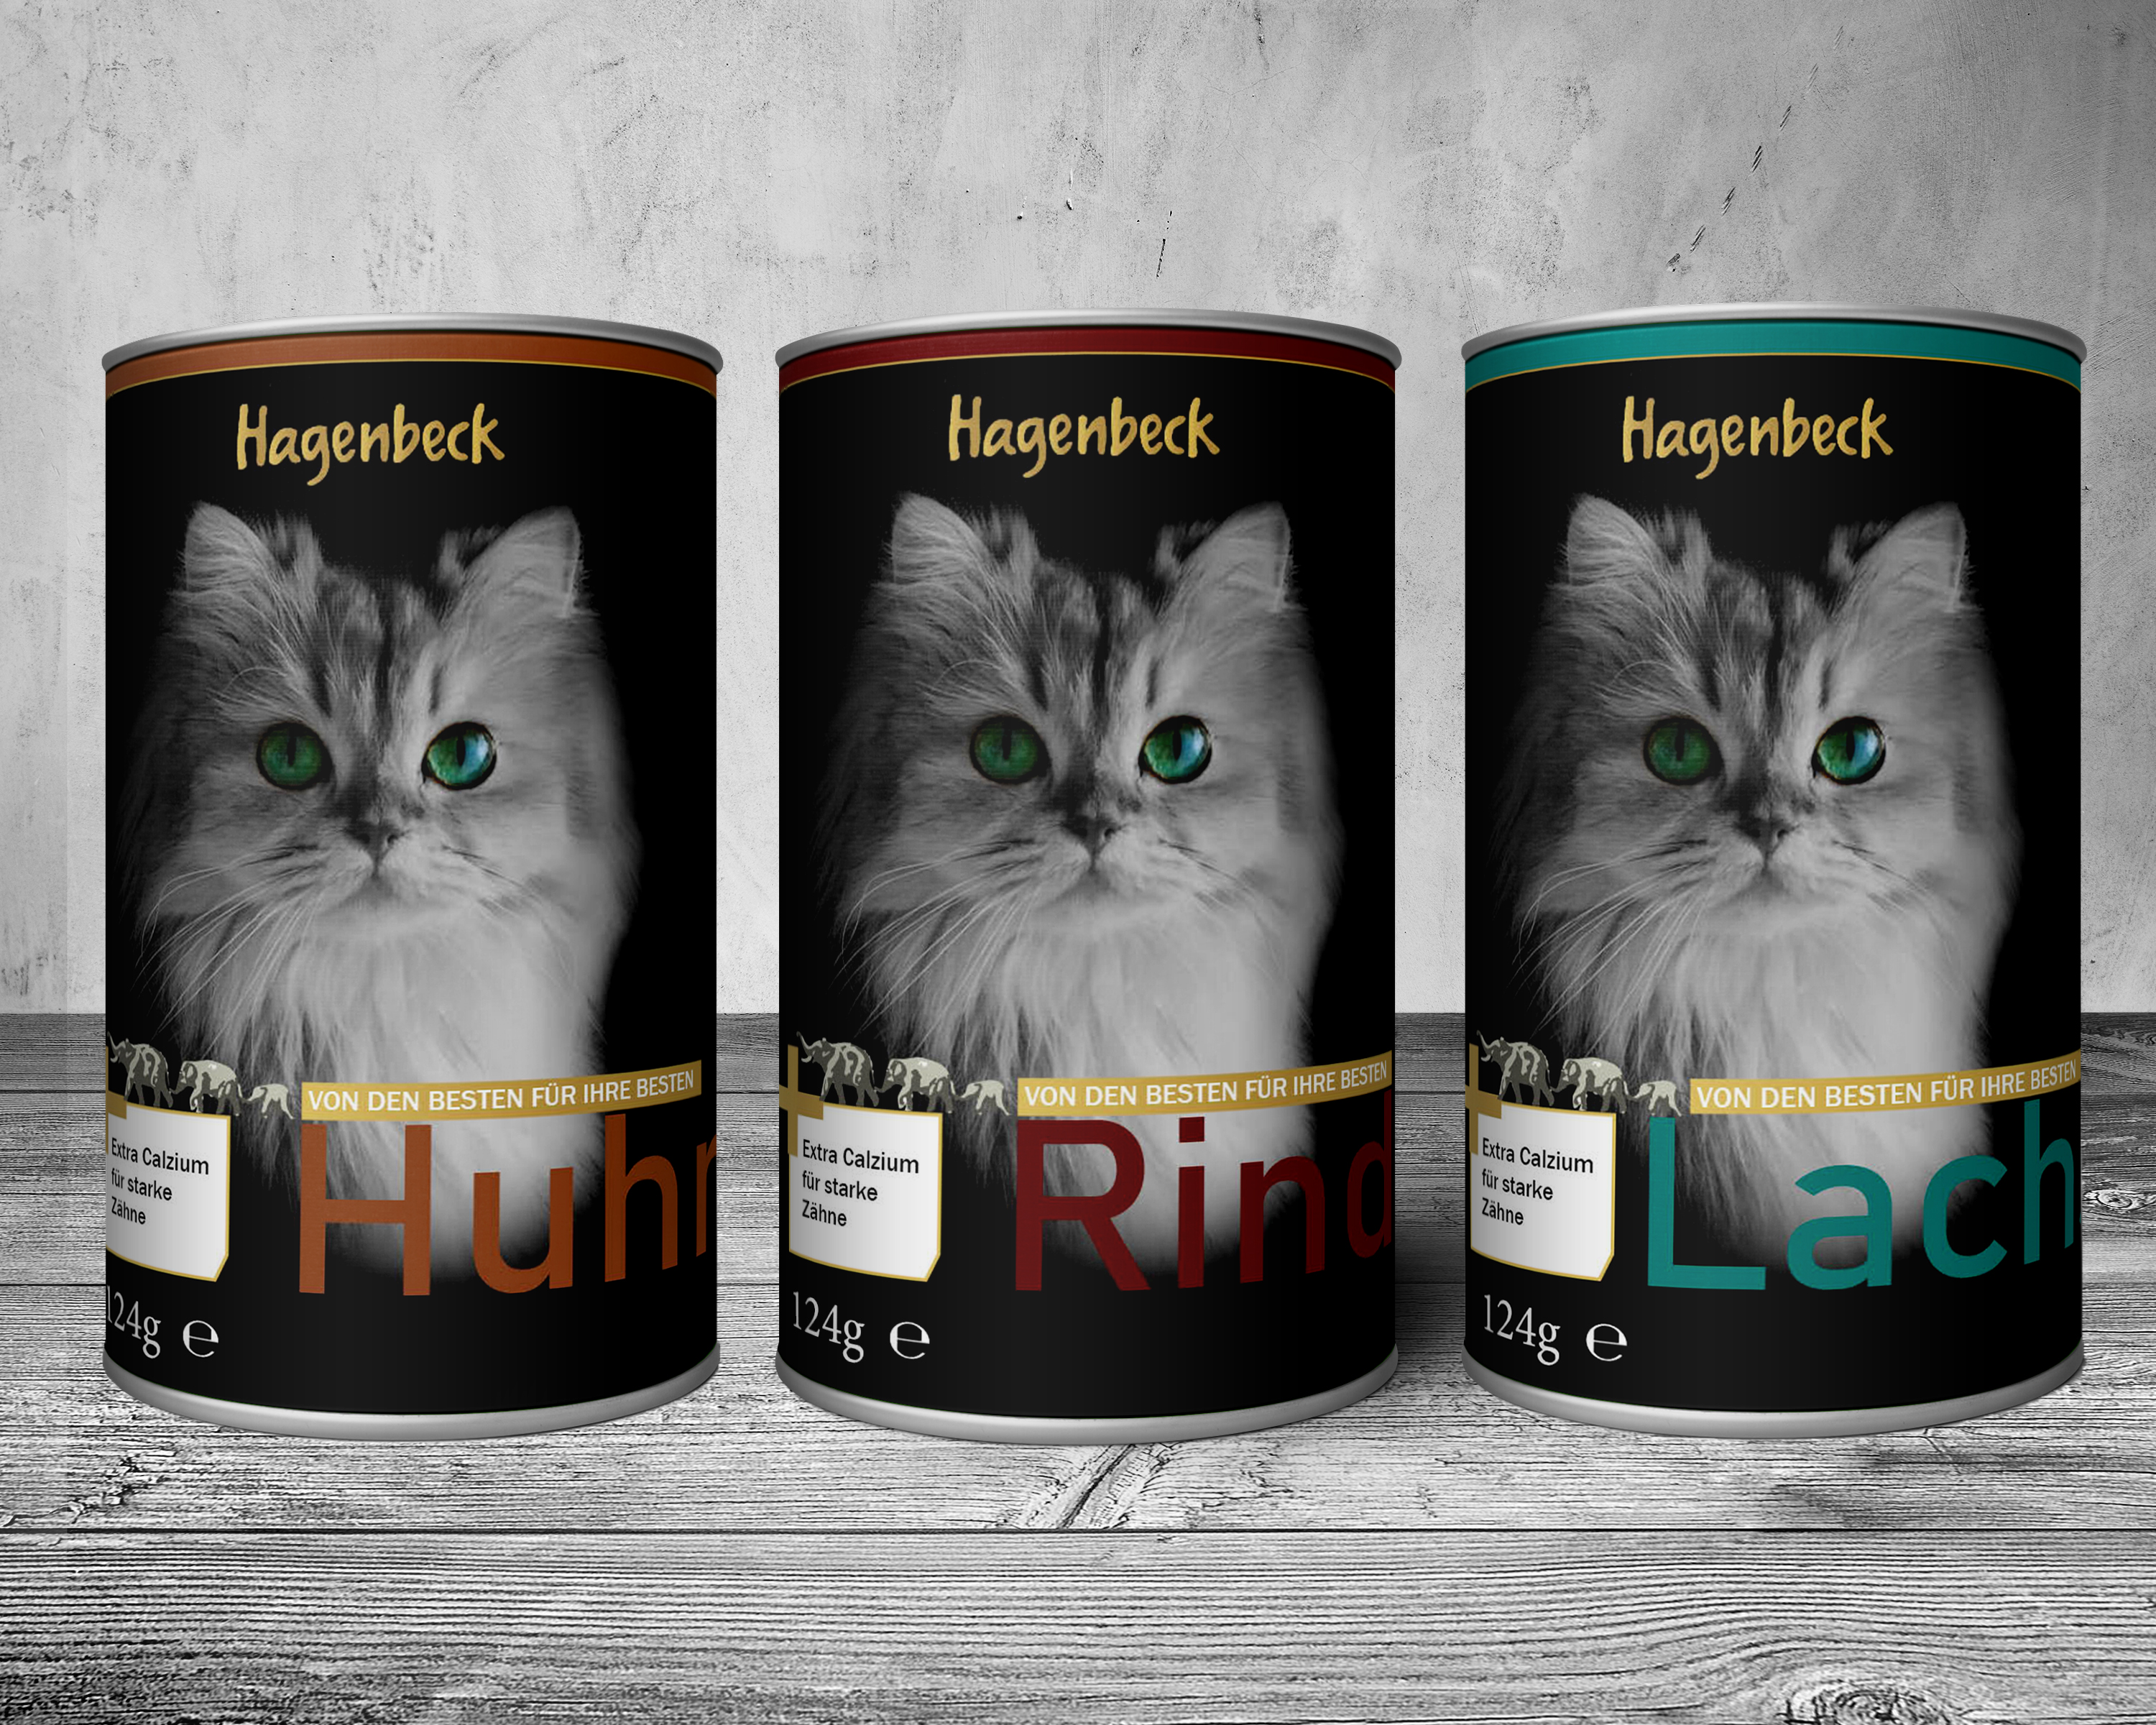 Hagenbeck
VON DEN BESTEN FÜR IHRE BESTEN
Huhn
Extra Calzium
für starke
Zähne
124g ℮
Hagenbeck
VON DEN BESTEN FÜR IHRE BESTEN
Rind
Extra Calzium
für starke
Zähne
124g ℮
Hagenbeck
VON DEN BESTEN FÜR IHRE BESTEN
Lach
Extra Calzium
für starke
Zähne
124g ℮